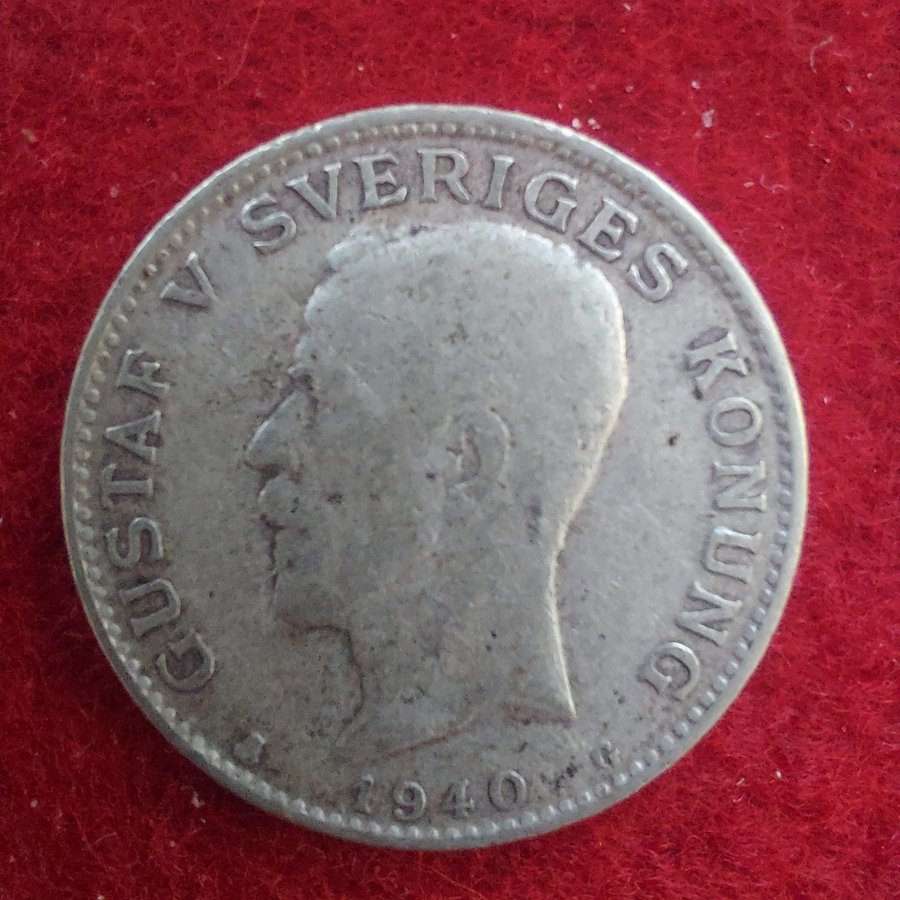 GUSTAF V SVERIGES KONUNG
1940
G